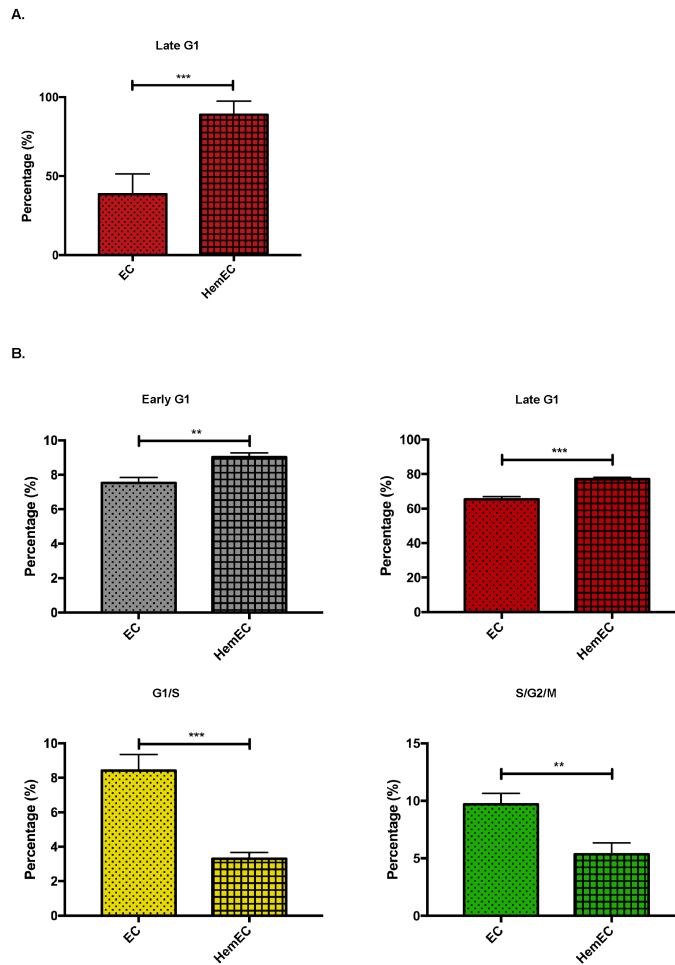 A.
Late G1
***
100
50
0
Percentage (%)
EC
HemEC
B.
Early G1
**
10
8
6
4
2
0
Percentage (%)
EC
HemEC
Late G1
***
100
80
60
40
20
0
Percentage (%)
EC
HemEC
G1/S
***
10
8
6
4
2
0
Percentage (%)
EC
HemEC
S/G2/M
**
15
10
5
0
Percentage (%)
EC
HemEC